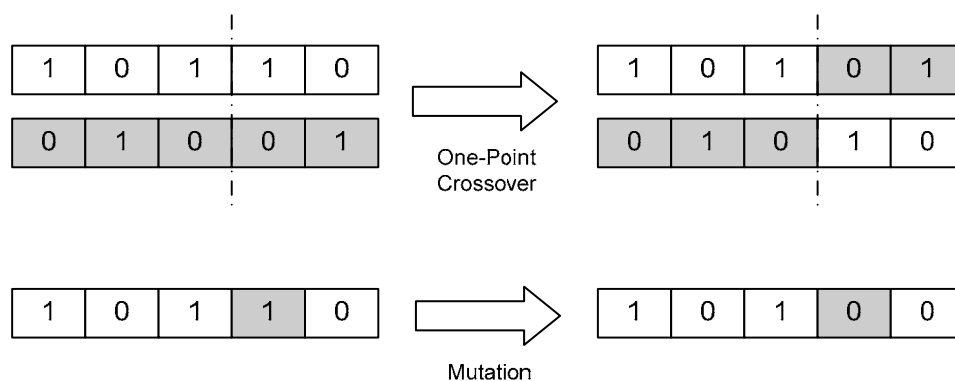 1 0 1 1 0
1 0 1 0 1
0 1 0 0 1
0 1 0 1 0
One-Point
Crossover
1 0 1 1 0
1 0 1 0 0
Mutation